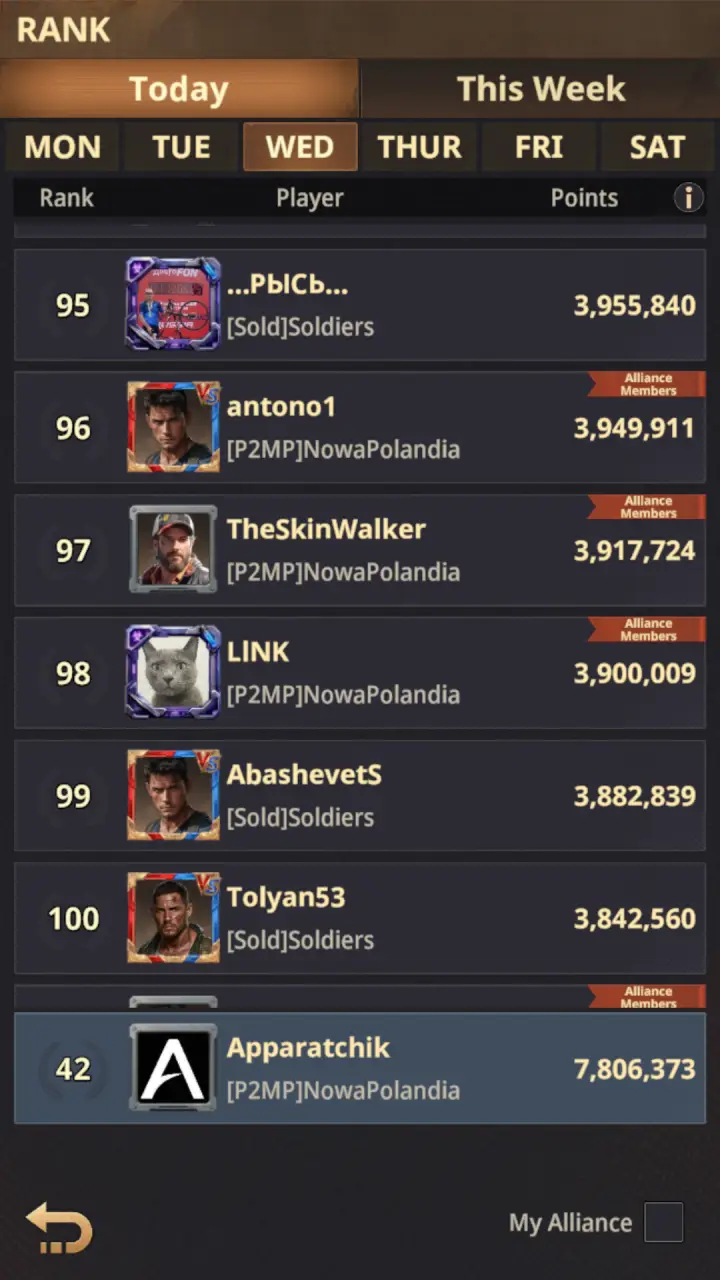 RANK
Today
This Week
MON
TUE
WED
THUR
FRI
SAT
Rank
Player
Points
i
95
...РЫСЬ...
[Sold]Soldiers
3,955,840
Alliance
Members
96
antono1
[P2MP]NowaPolandia
3,949,911
Alliance
Members
97
TheSkinWalker
[P2MP]NowaPolandia
3,917,724
Alliance
Members
98
LlNK
[P2MP]NowaPolandia
3,900,009
99
AbashevetS
[Sold]Soldiers
3,882,839
100
Tolyan53
[Sold]Soldiers
3,842,560
Alliance
Members
42
Apparatchik
[P2MP]NowaPolandia
7,806,373
My Alliance